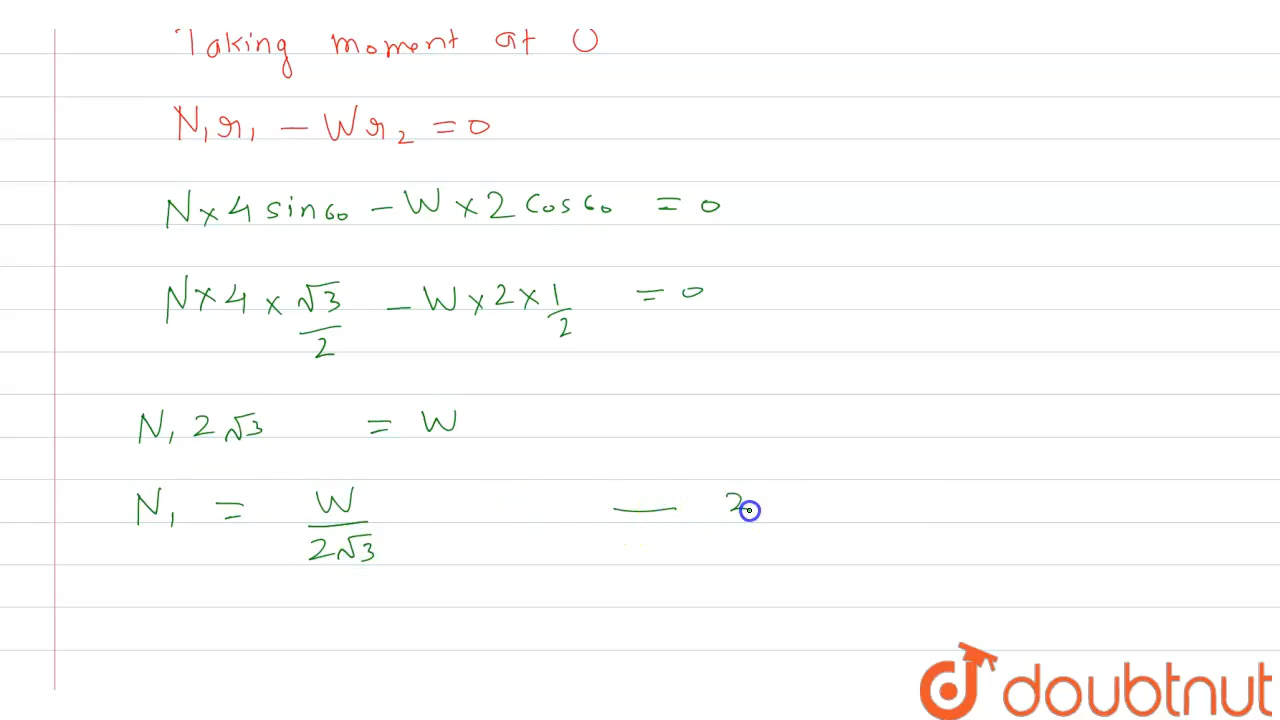 Taking moment at O
N₁r₁ - Wr₂ = 0
N × 4 sin60 - W × 2 cos60 = 0
N × 4 × √3/2 - W × 2 × 1/2 = 0
N₁ 2√3 = W
N₁ = W/2√3 — 2
doubtnut